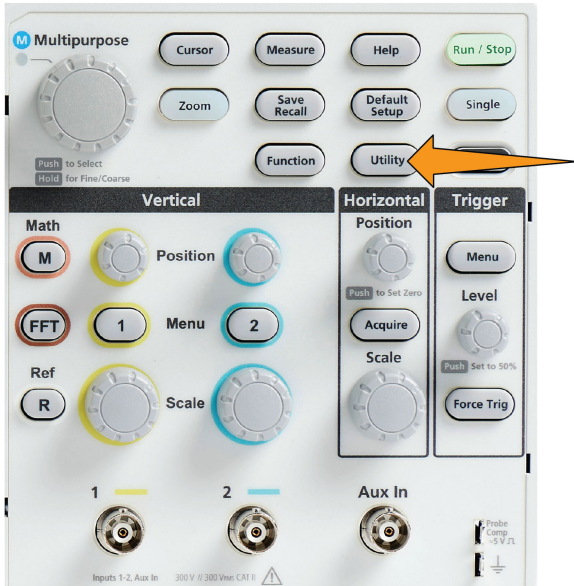 M Multipurpose
Cursor
Measure
Help
Run / Stop
Zoom
Save
Recall
Default
Setup
Single
Push to Select
Hold for Fine/Coarse
Function
Utility
Vertical
Horizontal
Trigger
Math
M
Position
Position
Push to Set Zero
Menu
FFT
1
Menu
2
Acquire
Level
Push Set to 50%
Ref
R
Scale
Scale
Force Trig
1
2
Aux In
Probe
Comp
≈5 V
Inputs 1-2, Aux In 300 V // 300 VRMS CAT II